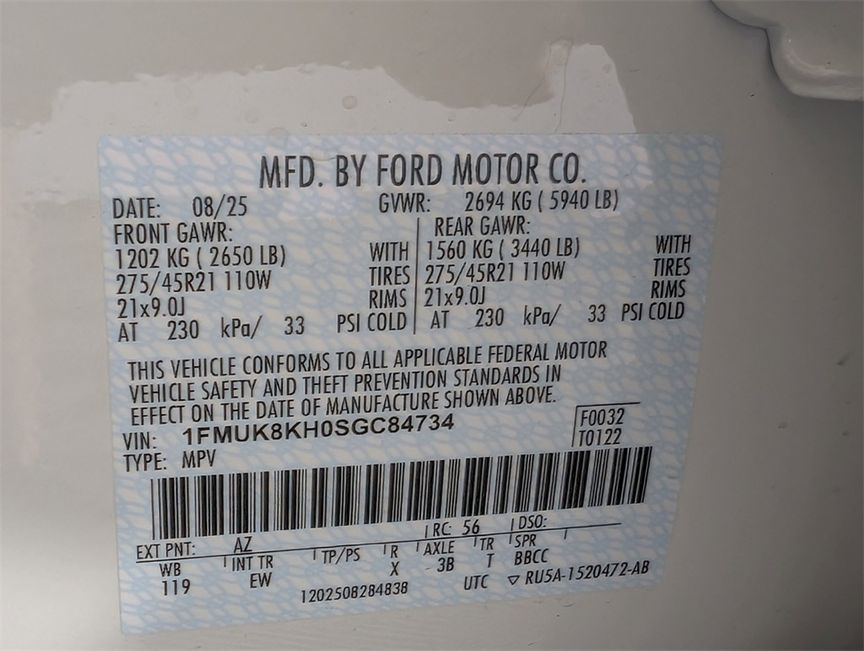 MFD. BY FORD MOTOR CO.
DATE: 08/25 GVWR: 2694 KG ( 5940 LB)
FRONT GAWR: REAR GAWR:
1202 KG ( 2650 LB) WITH 1560 KG ( 3440 LB) WITH
275/45R21 110W TIRES 275/45R21 110W TIRES
21x9.0J RIMS 21x9.0J RIMS
AT 230 kPa/ 33 PSI COLD AT 230 kPa/ 33 PSI COLD
THIS VEHICLE CONFORMS TO ALL APPLICABLE FEDERAL MOTOR
VEHICLE SAFETY AND THEFT PREVENTION STANDARDS IN
EFFECT ON THE DATE OF MANUFACTURE SHOWN ABOVE.
VIN: 1FMUK8KH0SGC84734 F0032
TYPE: MPV T0122
EXT PNT: AZ RC: 56 DSO:
WB INT TR TP/PS R AXLE TR SPR
119 EW X 3B T BBCC
1202508284838 UTC ▽ RU5A-1520472-AB